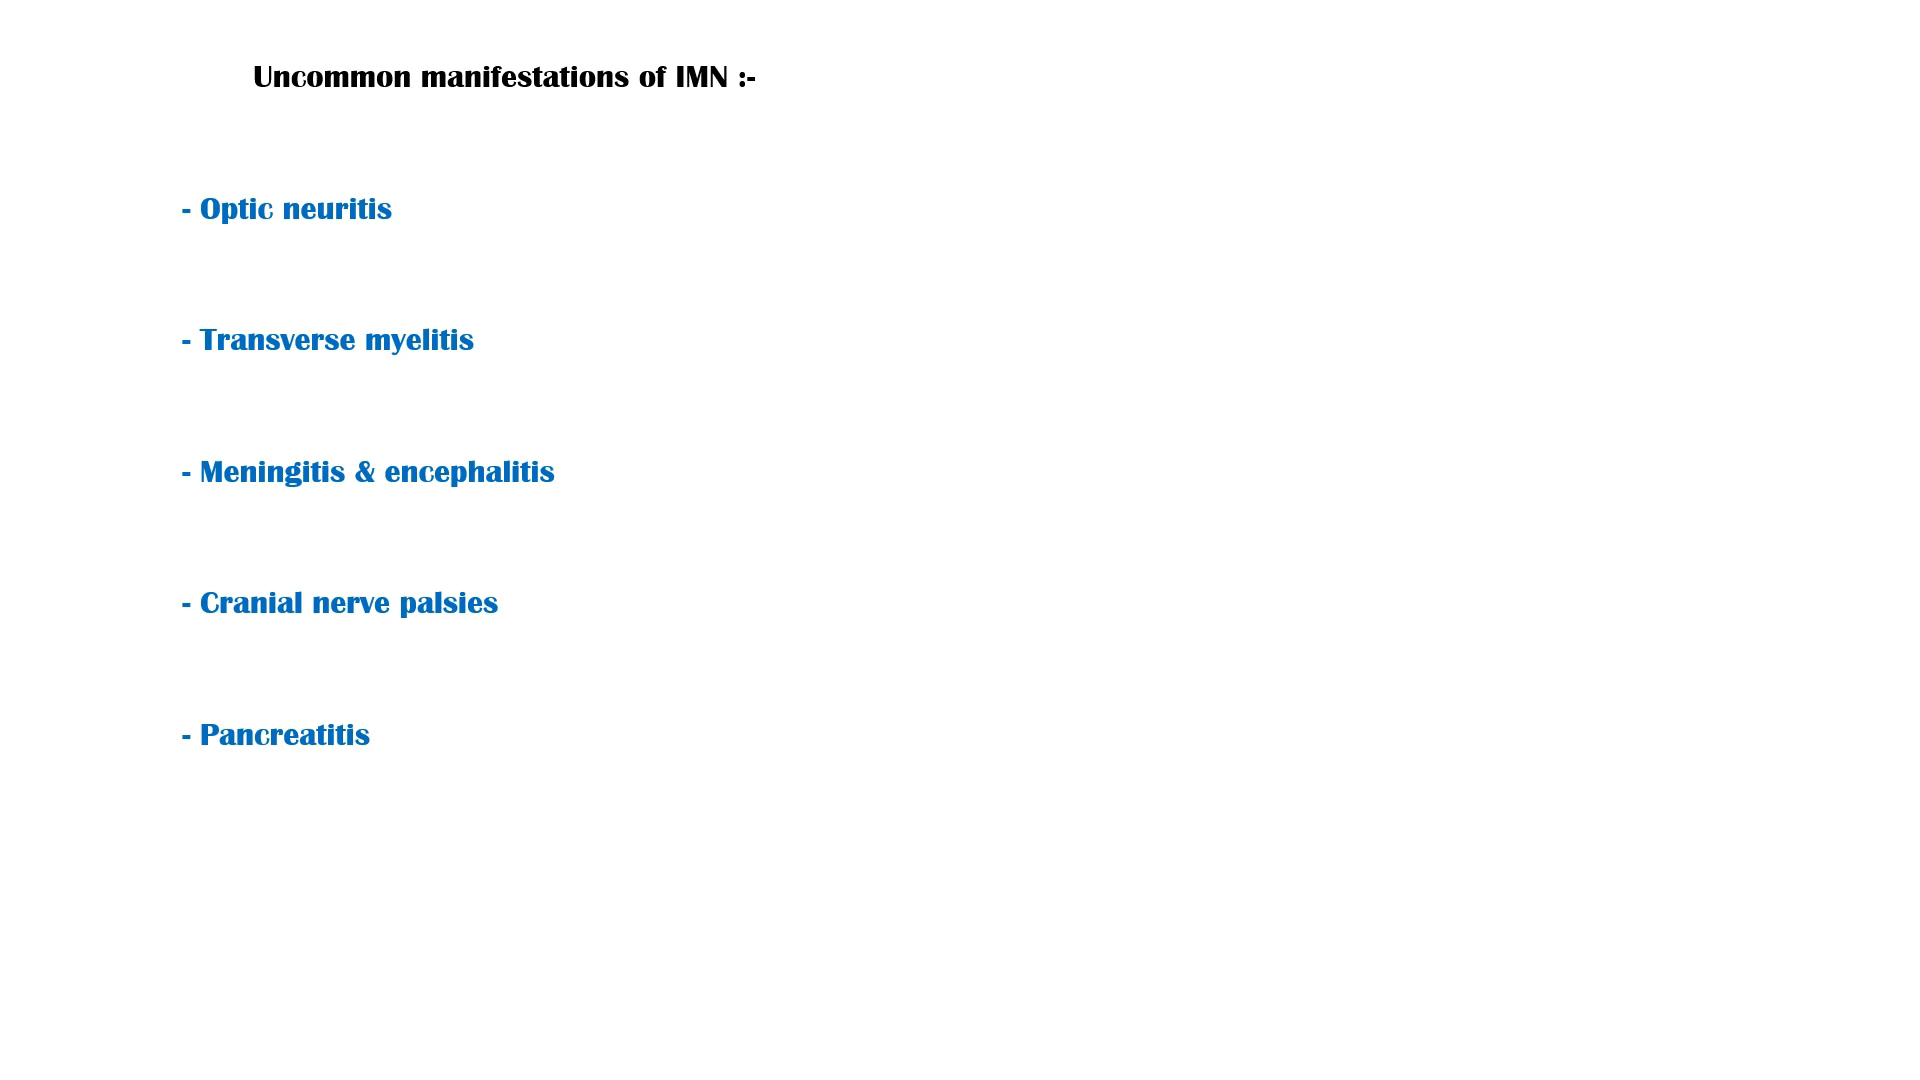 Uncommon manifestations of IMN :-
- Optic neuritis
- Transverse myelitis
- Meningitis & encephalitis
- Cranial nerve palsies
- Pancreatitis